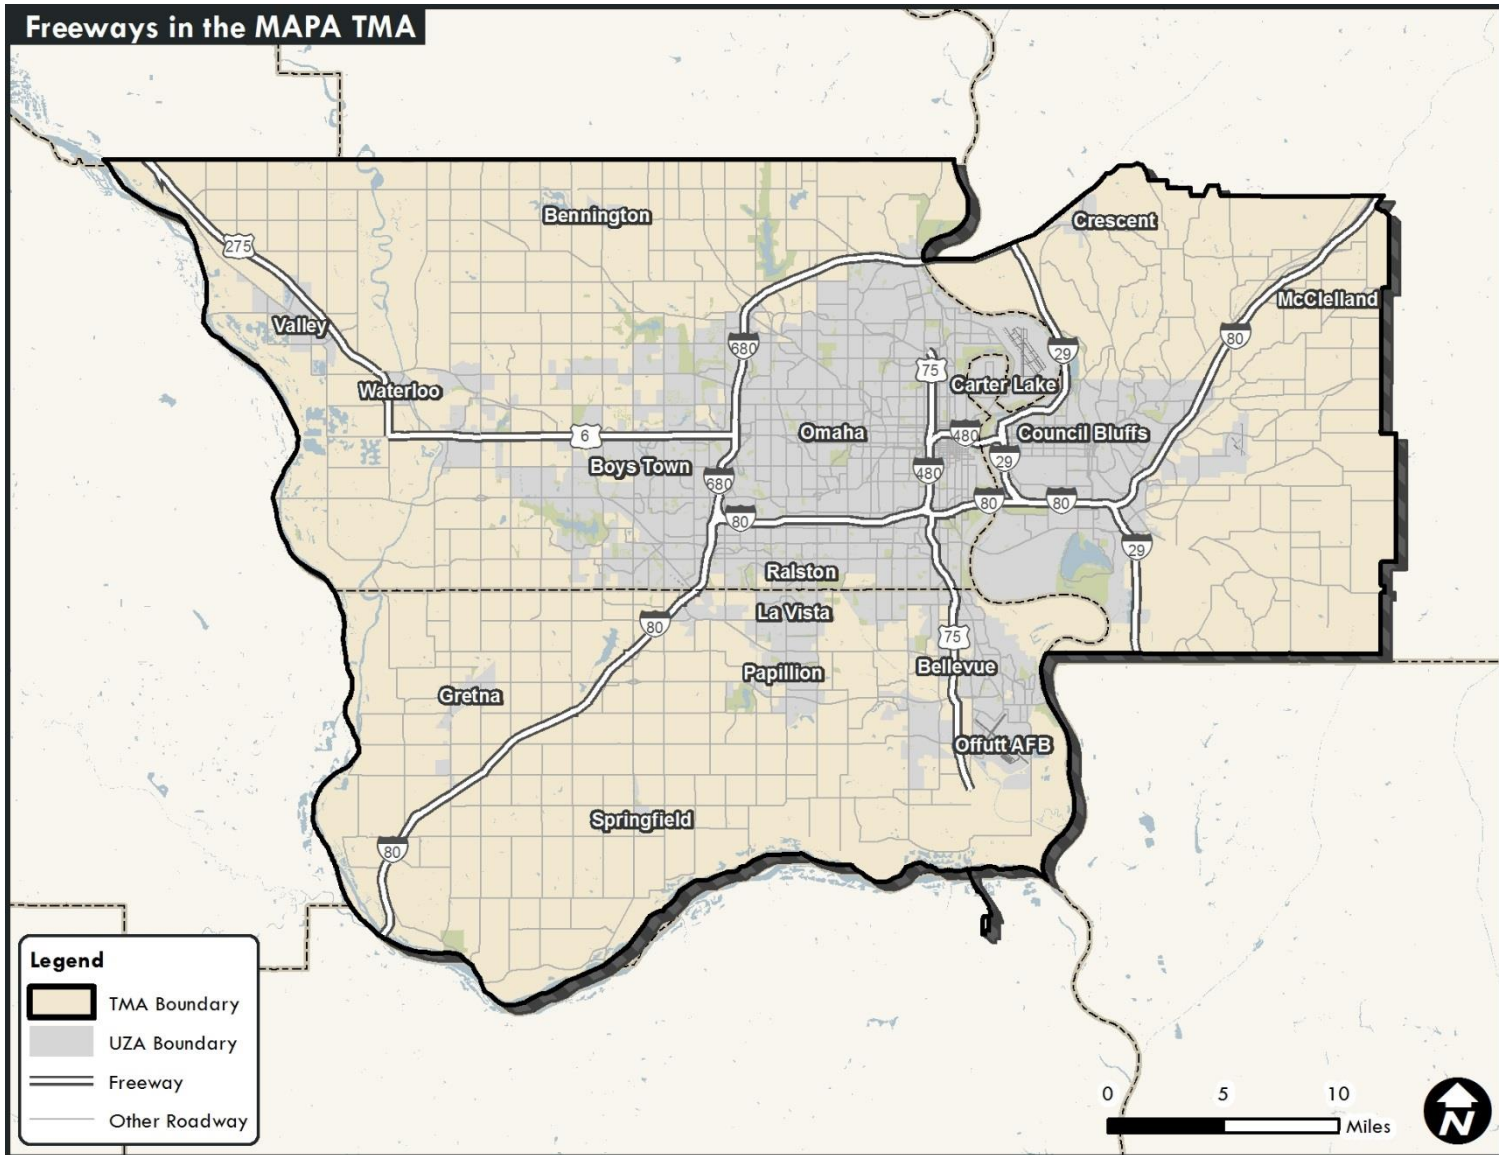 Freeways in the MAPA TMA
Bennington
Crescent
275
McClelland
Valley
80
680
29
75
Waterloo
Carter Lake
6
Omaha
480
Council Bluffs
Boys Town
29
680
480
80
80
80
29
Ralston
La Vista
80
75
Papillion
Bellevue
Gretna
Offutt AFB
Springfield
80
Legend
TMA Boundary
UZA Boundary
Freeway
Other Roadway
0 5 10
Miles
N